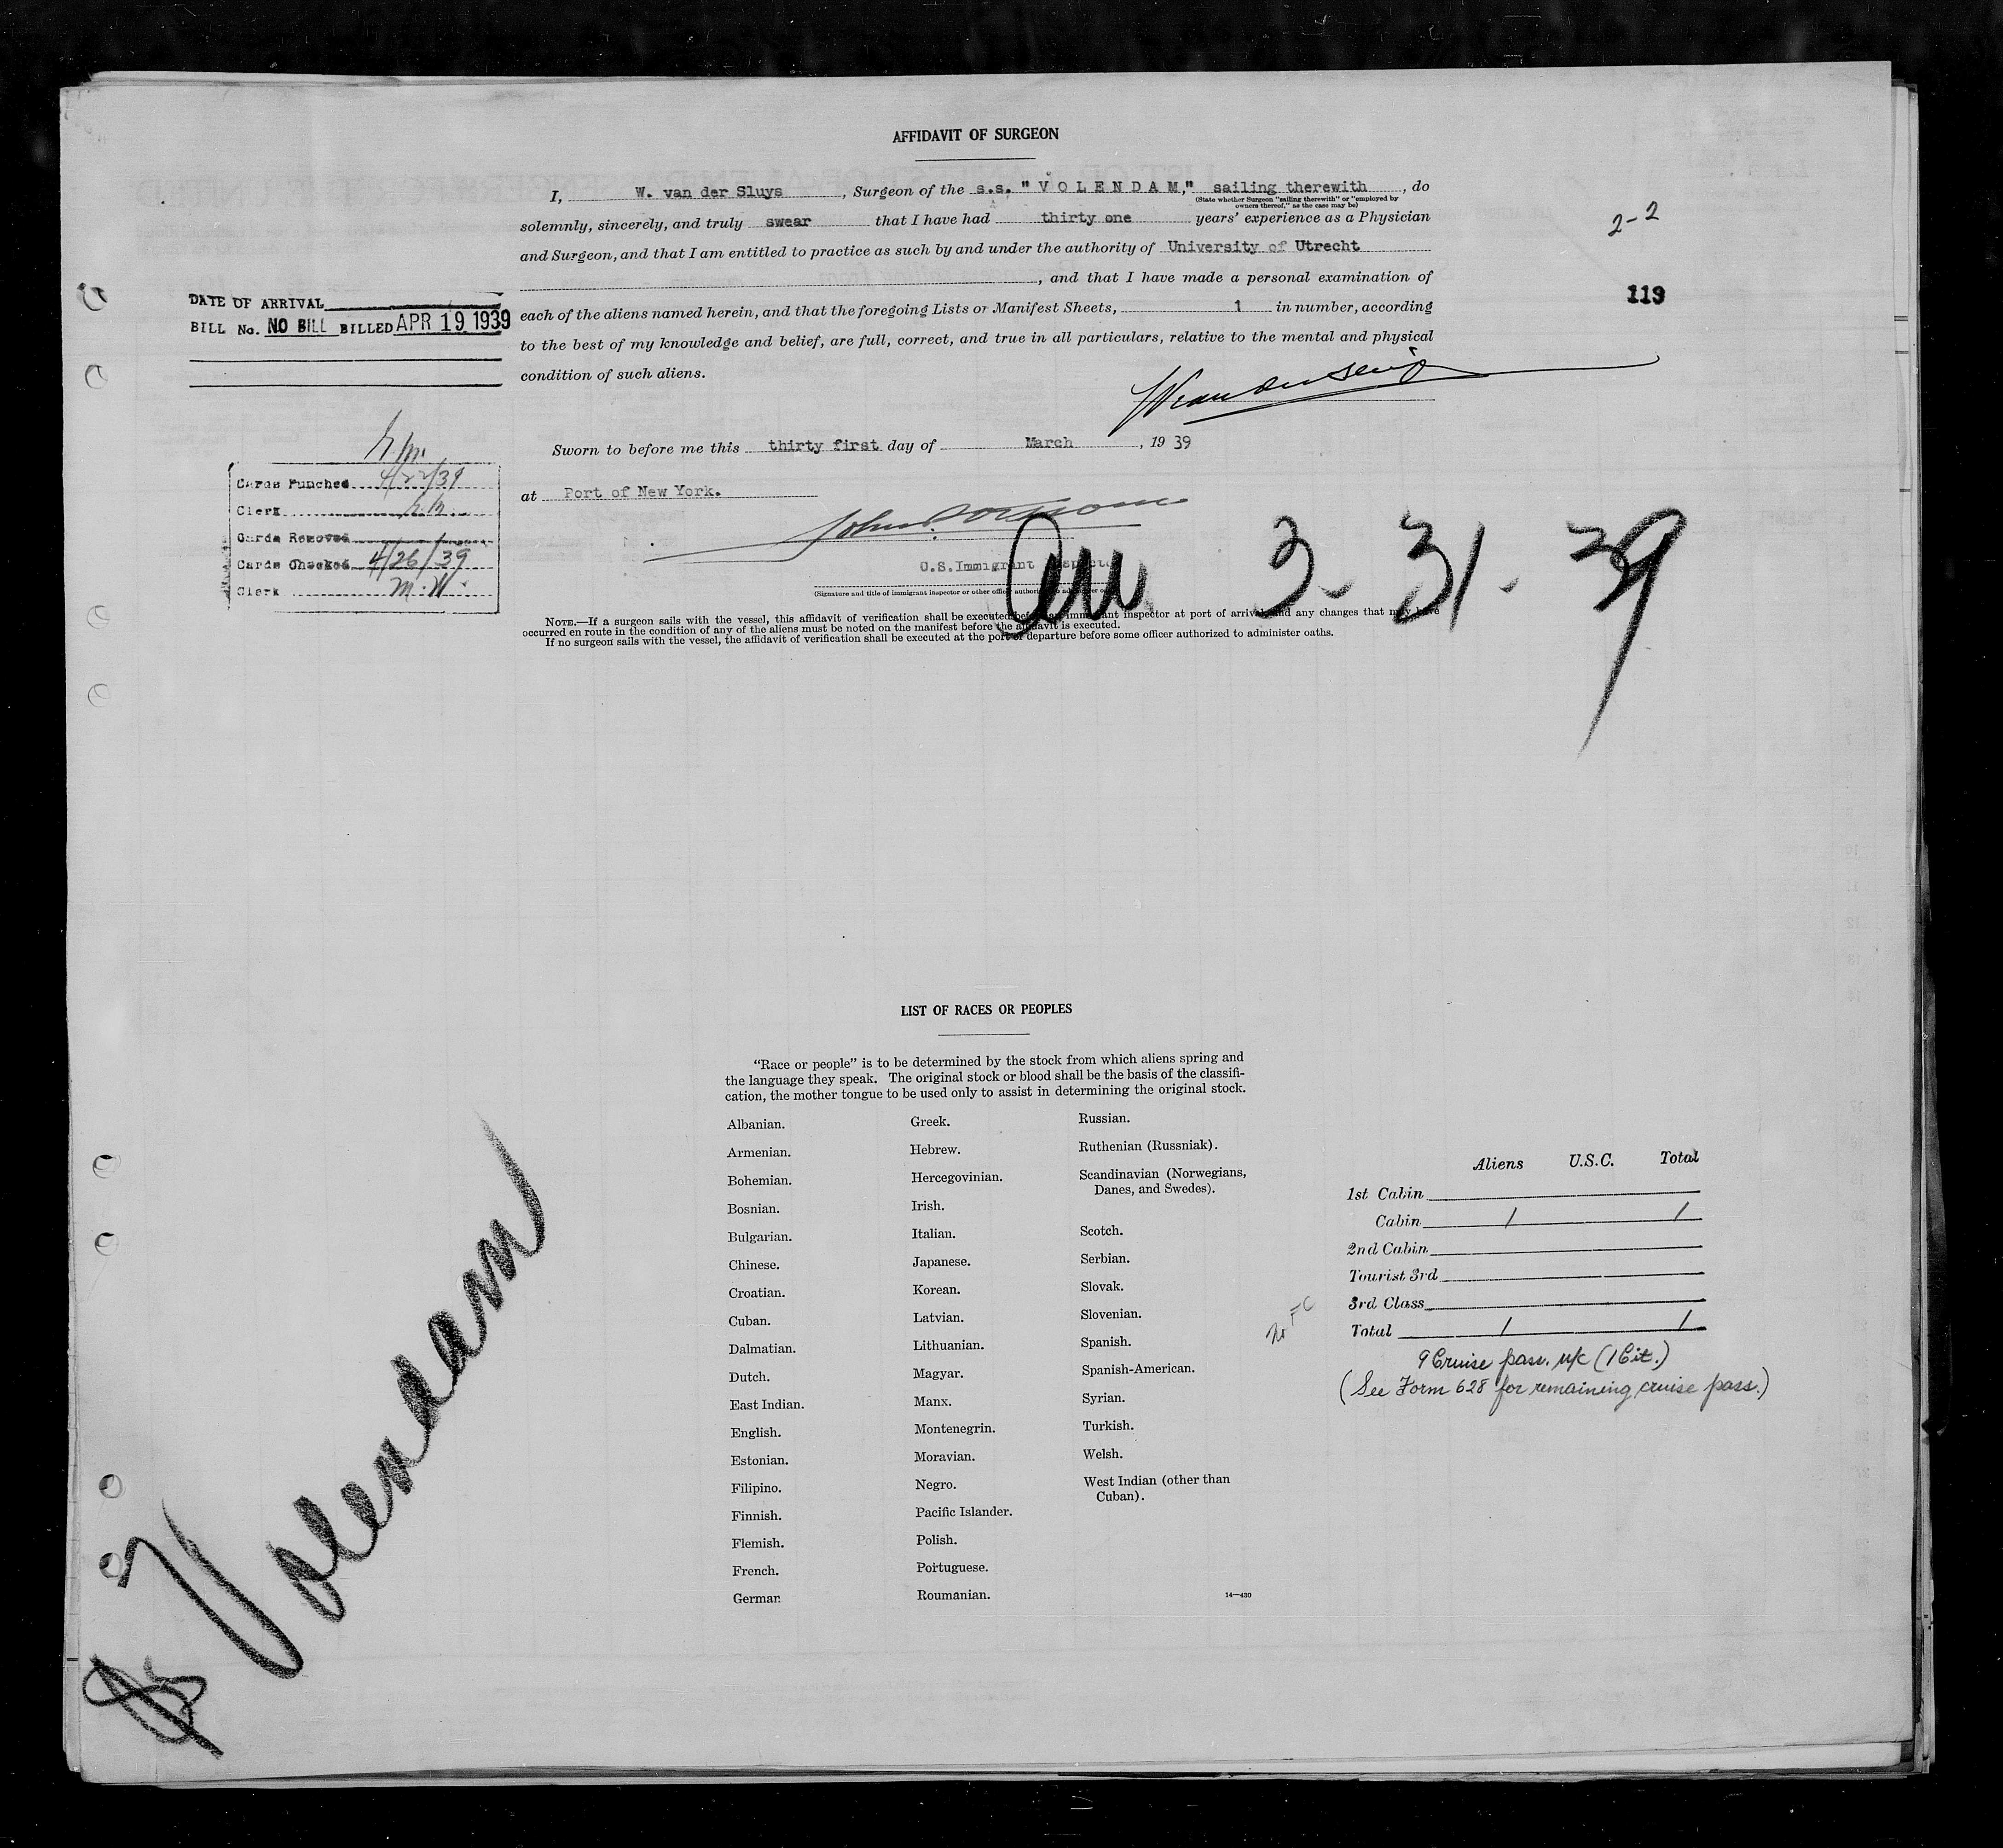 AFFIDAVIT OF SURGEON
I, W. van der Sluys, Surgeon of the s.s. "VOLENDAM," sailing therewith, do
(State whether Surgeon "sailing therewith" or "employed by
owners thereof," as the case may be)
solemnly, sincerely, and truly swear that I have had thirty one years' experience as a Physician
and Surgeon, and that I am entitled to practice as such by and under the authority of University of Utrecht
, and that I have made a personal examination of
each of the aliens named herein, and that the foregoing Lists or Manifest Sheets, 1 in number, according
to the best of my knowledge and belief, are full, correct, and true in all particulars, relative to the mental and physical
condition of such aliens.
2-2
119
DATE OF ARRIVAL
BILL No. NO BILL BILLED APR 19 1939
Sworn to before me this thirty first day of March, 1939
at Port of New York.
U.S. Immigrant Inspector
(Signature and title of immigrant inspector or other officer authorized to administer oaths)
Cards Punched 4/22/39
Clerk
Cards Removed
Cards Checked 4/26/39
Clerk M.W.
3-31-39
NOTE.—If a surgeon sails with the vessel, this affidavit of verification shall be executed before an immigrant inspector at port of arrival, and any changes that may have
occurred en route in the condition of any of the aliens must be noted on the manifest before the affidavit is executed.
If no surgeon sails with the vessel, the affidavit of verification shall be executed at the port of departure before some officer authorized to administer oaths.
LIST OF RACES OR PEOPLES
"Race or people" is to be determined by the stock from which aliens spring and
the language they speak. The original stock or blood shall be the basis of the classifi-
cation, the mother tongue to be used only to assist in determining the original stock.
Albanian.
Armenian.
Bohemian.
Bosnian.
Bulgarian.
Chinese.
Croatian.
Cuban.
Dalmatian.
Dutch.
East Indian.
English.
Estonian.
Filipino.
Finnish.
Flemish.
French.
German
Greek.
Hebrew.
Hercegovinian.
Irish.
Italian.
Japanese.
Korean.
Latvian.
Lithuanian.
Magyar.
Manx.
Montenegrin.
Moravian.
Negro.
Pacific Islander.
Polish.
Portuguese.
Roumanian.
Russian.
Ruthenian (Russniak).
Scandinavian (Norwegians,
Danes, and Swedes).
Scotch.
Serbian.
Slovak.
Slovenian.
Spanish.
Spanish-American.
Syrian.
Turkish.
Welsh.
West Indian (other than
Cuban).
14—430
Aliens U.S.C. Total
1st Cabin
Cabin 1 1
2nd Cabin
Tourist 3rd
3rd Class
Total 1 1
9 Cruise pass. u/c (1 Cit.)
(See Form 628 for remaining cruise pass.)
SS Volendam